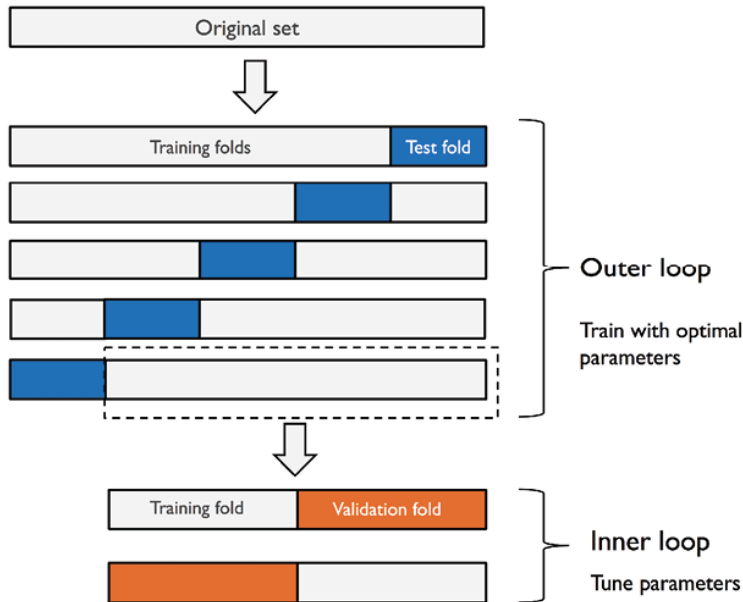 Original set
Training folds
Test fold
Outer loop
Train with optimal
parameters
Training fold
Validation fold
Inner loop
Tune parameters